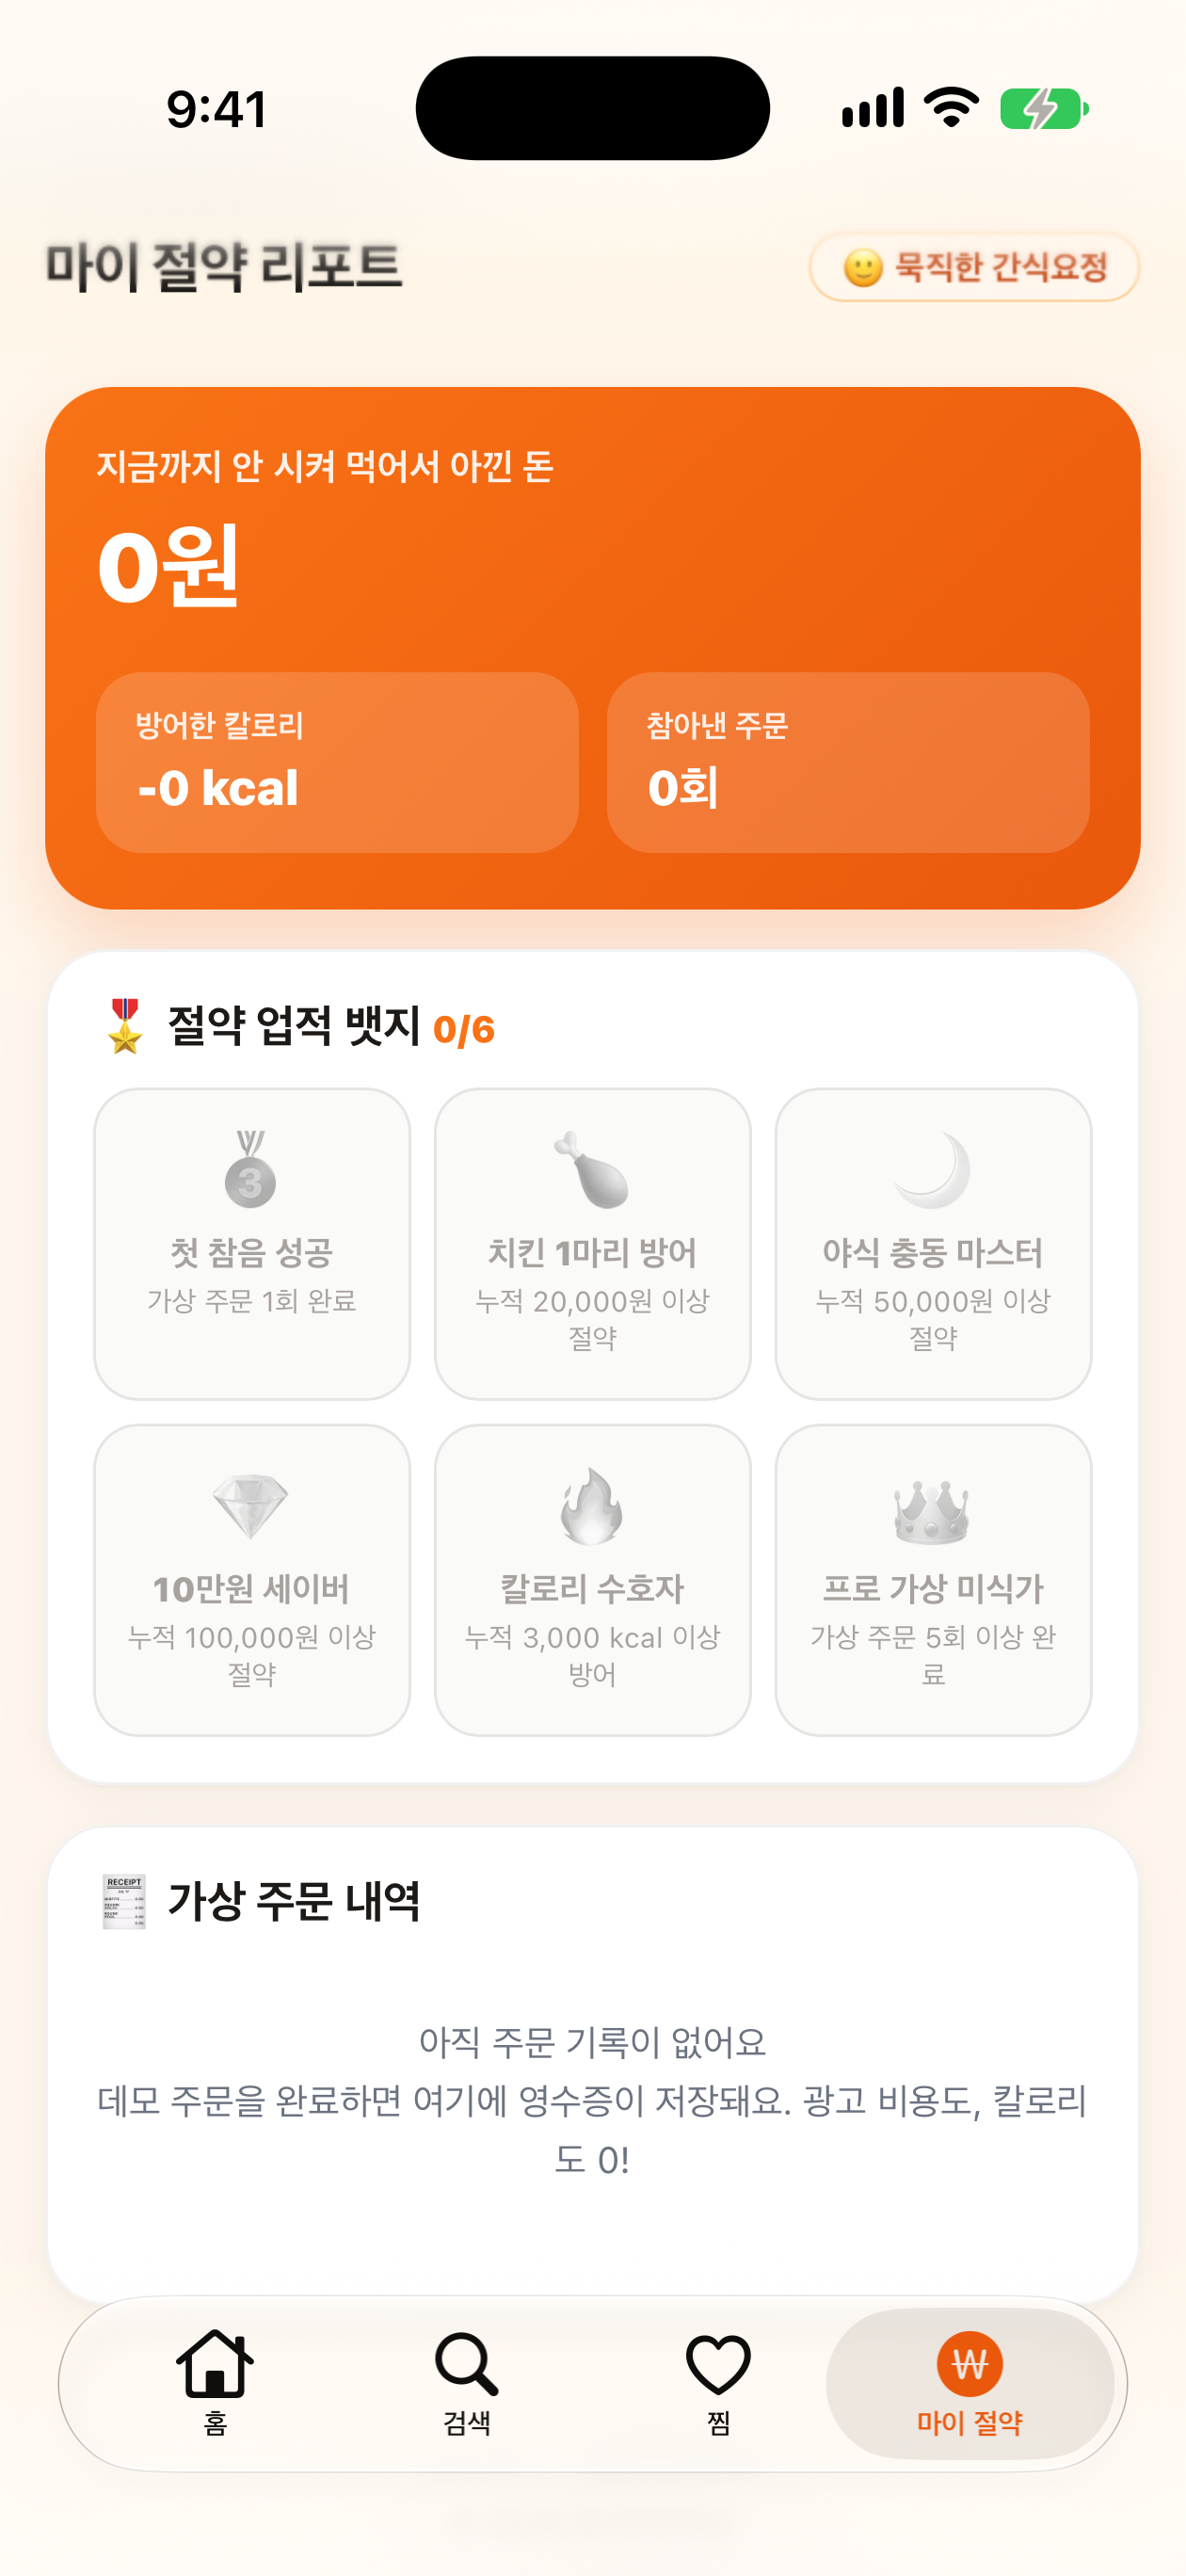 9:41
마이 절약 리포트
묵직한 간식요정
지금까지 안 시켜 먹어서 아낀 돈
0원
방어한 칼로리
-0 kcal
참아낸 주문
0회
절약 업적 뱃지 0/6
3
첫 참음 성공
가상 주문 1회 완료
치킨 1마리 방어
누적 20,000원 이상
절약
야식 충동 마스터
누적 50,000원 이상
절약
10만원 세이버
누적 100,000원 이상
절약
칼로리 수호자
누적 3,000 kcal 이상
방어
프로 가상 미식가
가상 주문 5회 이상 완
료
RECEIPT
가상 주문 내역
아직 주문 기록이 없어요
데모 주문을 완료하면 여기에 영수증이 저장돼요. 광고 비용도, 칼로리
도 0!
홈
검색
찜
₩
마이 절약